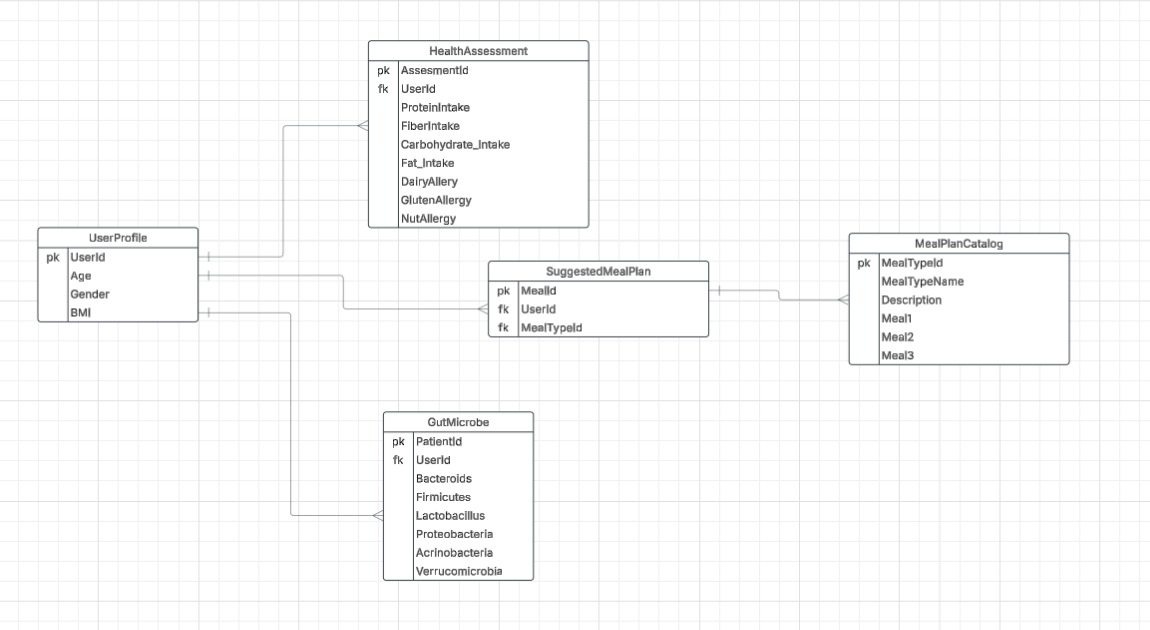 HealthAssessment
pk AssesmentId
fk UserId
ProteinIntake
FiberIntake
Carbohydrate_Intake
Fat_Intake
DairyAllery
GlutenAllergy
NutAllergy
UserProfile
pk UserId
Age
Gender
BMI
SuggestedMealPlan
pk MealId
fk UserId
fk MealTypeId
MealPlanCatalog
pk MealTypeId
MealTypeName
Description
Meal1
Meal2
Meal3
GutMicrobe
pk PatientId
fk UserId
Bacteroids
Firmicutes
Lactobacillus
Proteobacteria
Acrinobacteria
Verrucomicrobia